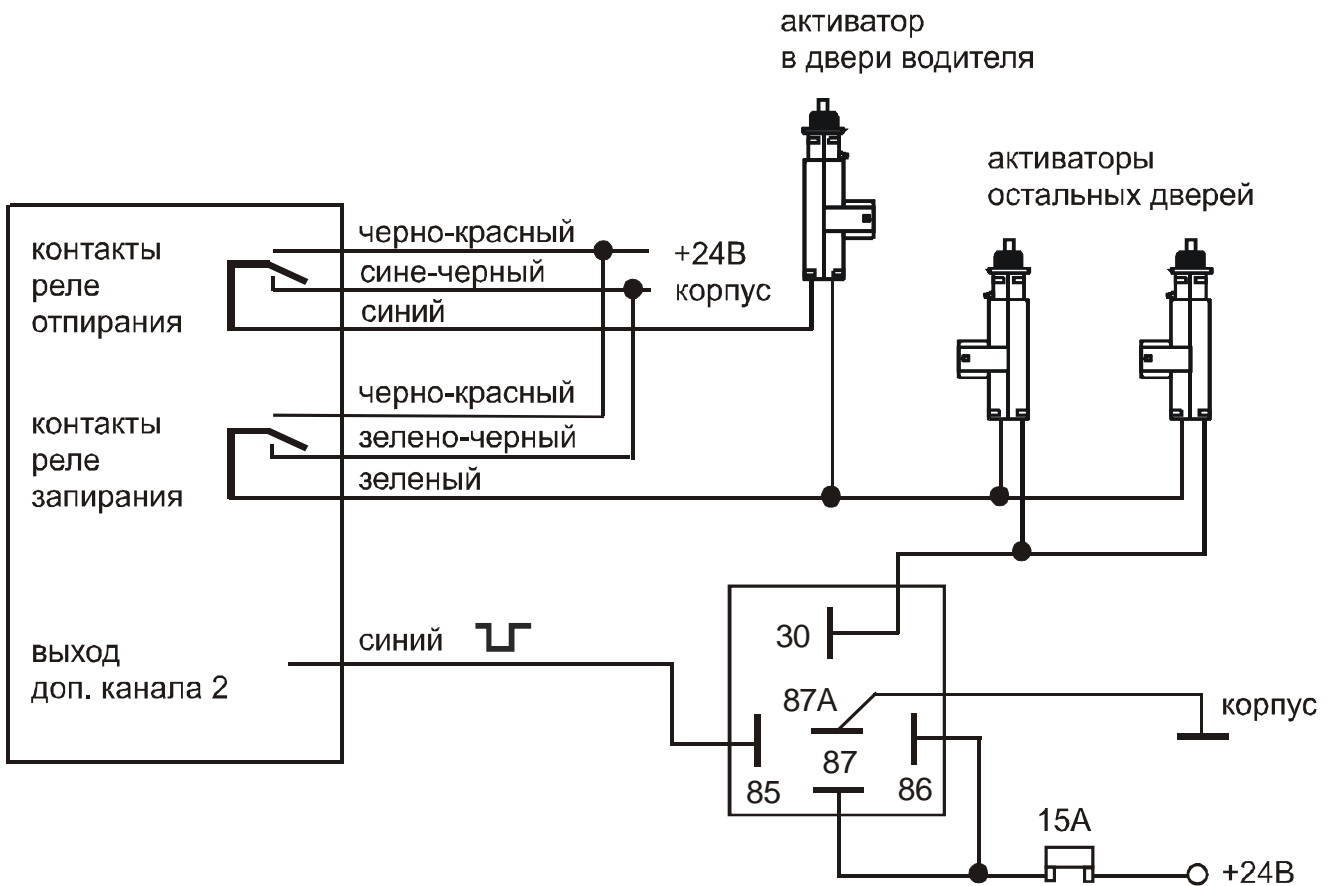 активатор
в двери водителя
активаторы
остальных дверей
контакты
реле
отпирания
черно-красный
сине-черный
синий
+24В
корпус
контакты
реле
запирания
черно-красный
зелено-черный
зеленый
выход
доп. канала 2
синий
30
87А
87
85
86
корпус
15А
+24В